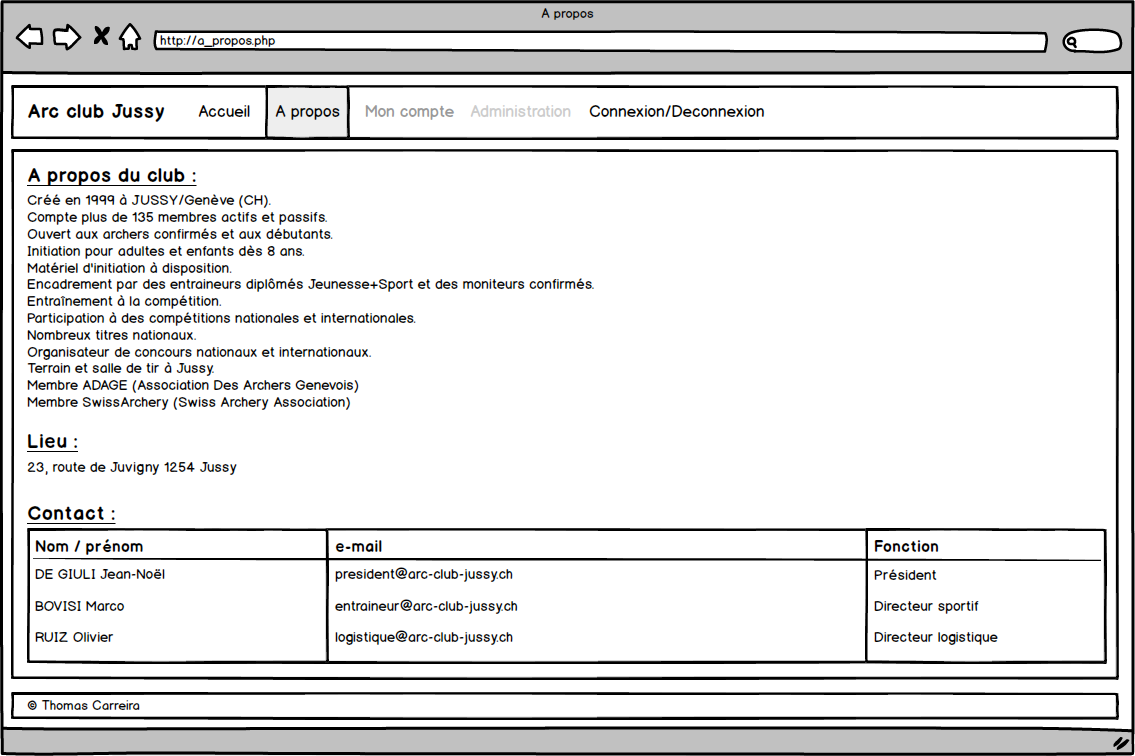 A propos
http://a_propos.php
Arc club Jussy Accueil A propos Mon compte Administration Connexion/Deconnexion
A propos du club :
Créé en 1999 à JUSSY/Genève (CH).
Compte plus de 135 membres actifs et passifs.
Ouvert aux archers confirmés et aux débutants.
Initiation pour adultes et enfants dès 8 ans.
Matériel d'initiation à disposition.
Encadrement par des entraineurs diplômés Jeunesse+Sport et des moniteurs confirmés.
Entraînement à la compétition.
Participation à des compétitions nationales et internationales.
Nombreux titres nationaux.
Organisateur de concours nationaux et internationaux.
Terrain et salle de tir à Jussy.
Membre ADAGE (Association Des Archers Genevois)
Membre SwissArchery (Swiss Archery Association)
Lieu :
23, route de Juvigny 1254 Jussy
Contact :
Nom / prénom e-mail Fonction
DE GIULI Jean-Noël president@arc-club-jussy.ch Président
BOVISI Marco entraineur@arc-club-jussy.ch Directeur sportif
RUIZ Olivier logistique@arc-club-jussy.ch Directeur logistique
© Thomas Carreira